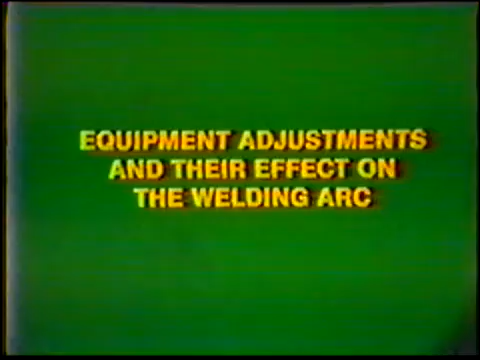 EQUIPMENT ADJUSTMENTS
AND THEIR EFFECT ON
THE WELDING ARC